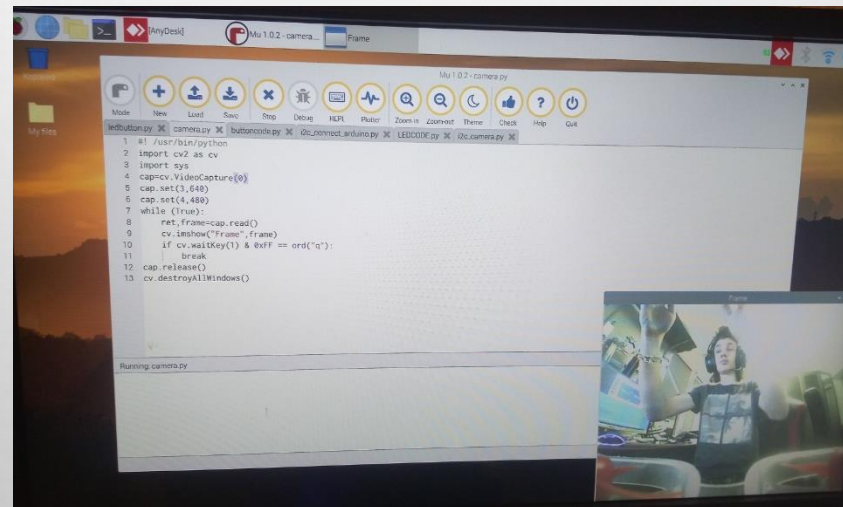 [AnyDesk]
Mu 1.0.2 - camera....
Frame
Mu 1.0.2 - camera.py
My files
Mode New Load Save Stop Debug REPL Plotter Zoom-in Zoom-out Theme Check Help Quit
ledbutton.py camera.py buttoncode.py i2c_connect_arduino.py LEDCODE.py i2c_camera.py
1 #! /usr/bin/python
2 import cv2 as cv
3 import sys
4 cap=cv.VideoCapture(0)
5 cap.set(3,640)
6 cap.set(4,480)
7 while (True):
8 ret,frame=cap.read()
9 cv.imshow("Frame",frame)
10 if cv.waitKey(1) & 0xFF == ord("q"):
11 break
12 cap.release()
13 cv.destroyAllWindows()
Frame
Running: camera.py